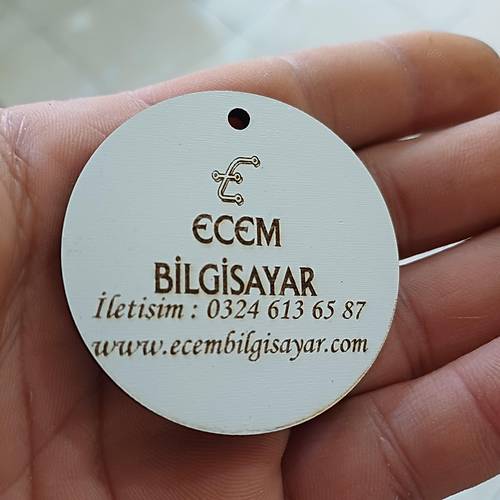 ECEM
BİLGİSAYAR
İletisim : 0324 613 65 87
www.ecembilgisayar.com